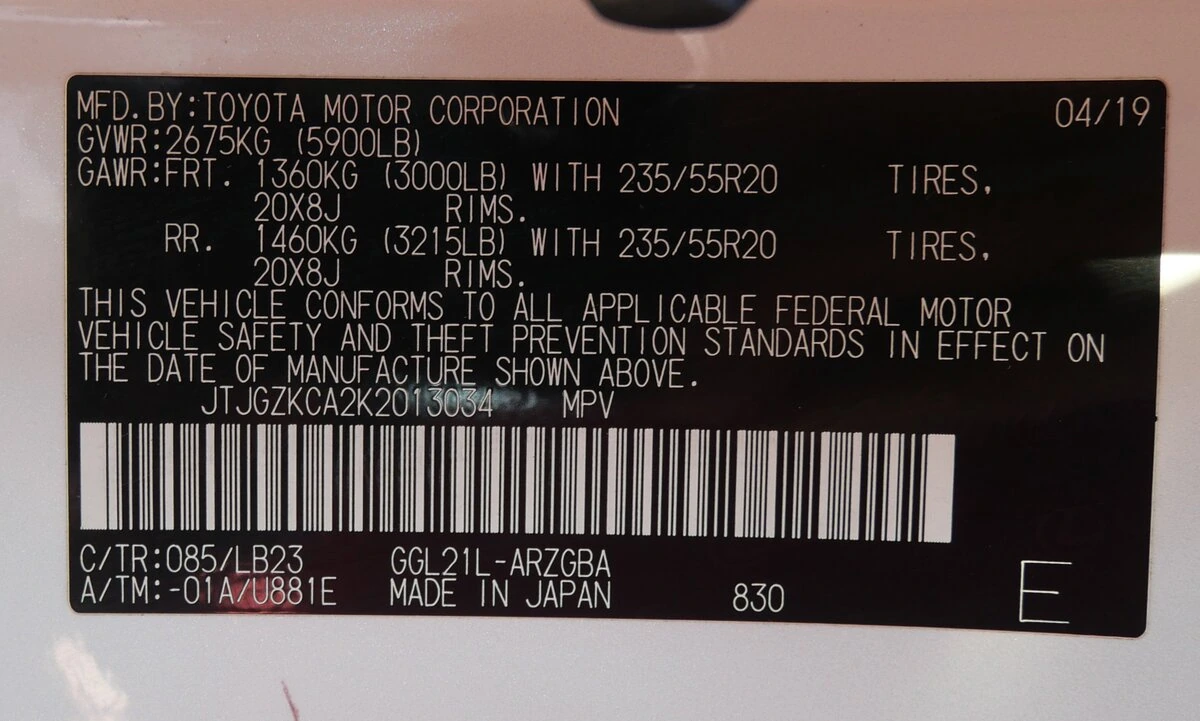 MFD.BY:TOYOTA MOTOR CORPORATION 04/19
GVWR:2675KG (5900LB)
GAWR:FRT. 1360KG (3000LB) WITH 235/55R20 TIRES,
20X8J RIMS.
RR. 1460KG (3215LB) WITH 235/55R20 TIRES,
20X8J RIMS.
THIS VEHICLE CONFORMS TO ALL APPLICABLE FEDERAL MOTOR
VEHICLE SAFETY AND THEFT PREVENTION STANDARDS IN EFFECT ON
THE DATE OF MANUFACTURE SHOWN ABOVE.
JTJGZKCA2K2013034 MPV
C/TR:085/LB23 GGL21L-ARZGBA
A/TM:-01A/U881E MADE IN JAPAN 830 E